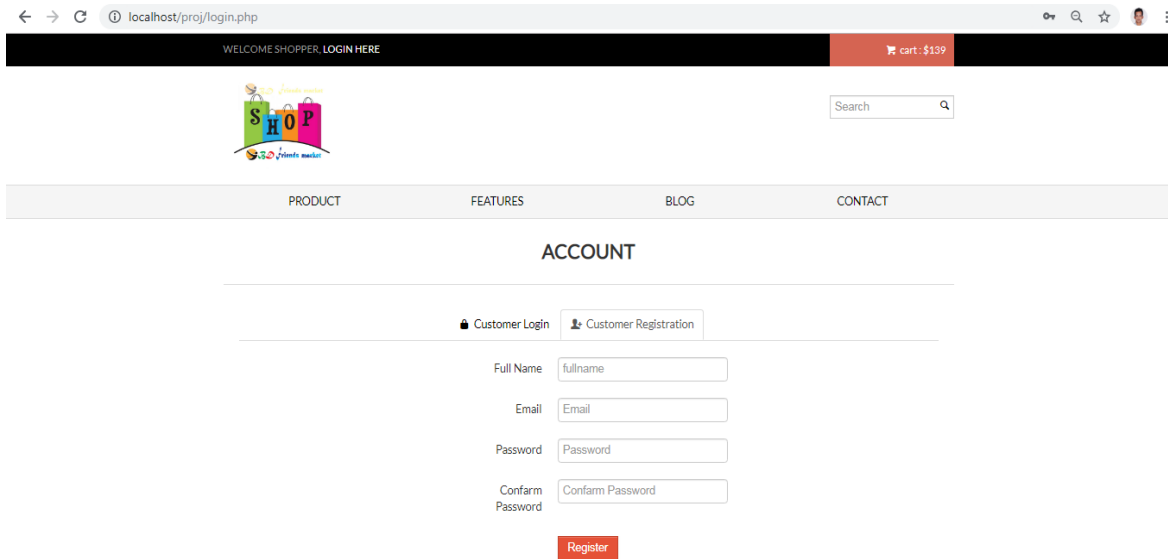 localhost/proj/login.php
WELCOME SHOPPER, LOGIN HERE
cart : $139
SHOP
market
Search
PRODUCT FEATURES BLOG CONTACT
ACCOUNT
Customer Login Customer Registration
Full Name fullname
Email Email
Password Password
Confarm Confarm Password
Password
Register